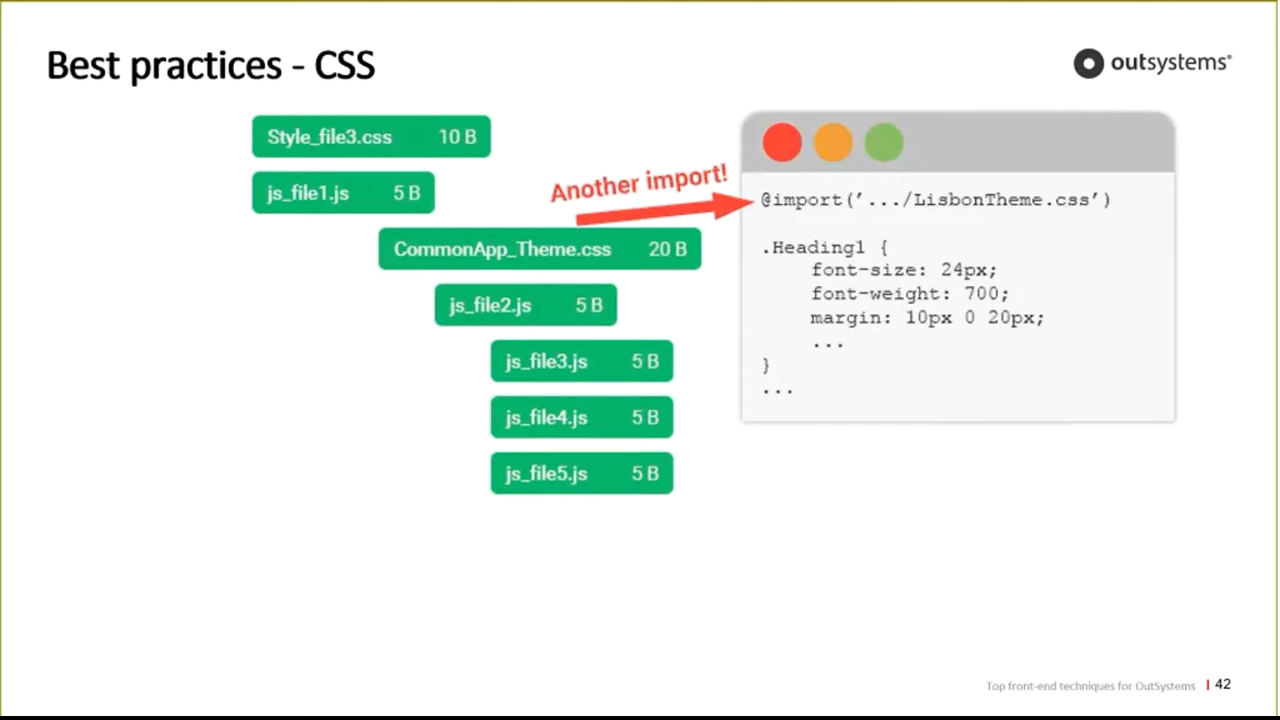 Best practices - CSS
outsystems®
Style_file3.css 10 B
js_file1.js 5 B
Another import!
CommonApp_Theme.css 20 B
js_file2.js 5 B
js_file3.js 5 B
js_file4.js 5 B
js_file5.js 5 B
@import(’.../LisbonTheme.css’)
.Heading1 {
font-size: 24px;
font-weight: 700;
margin: 10px 0 20px;
...
}
...
Top front-end techniques for OutSystems | 42